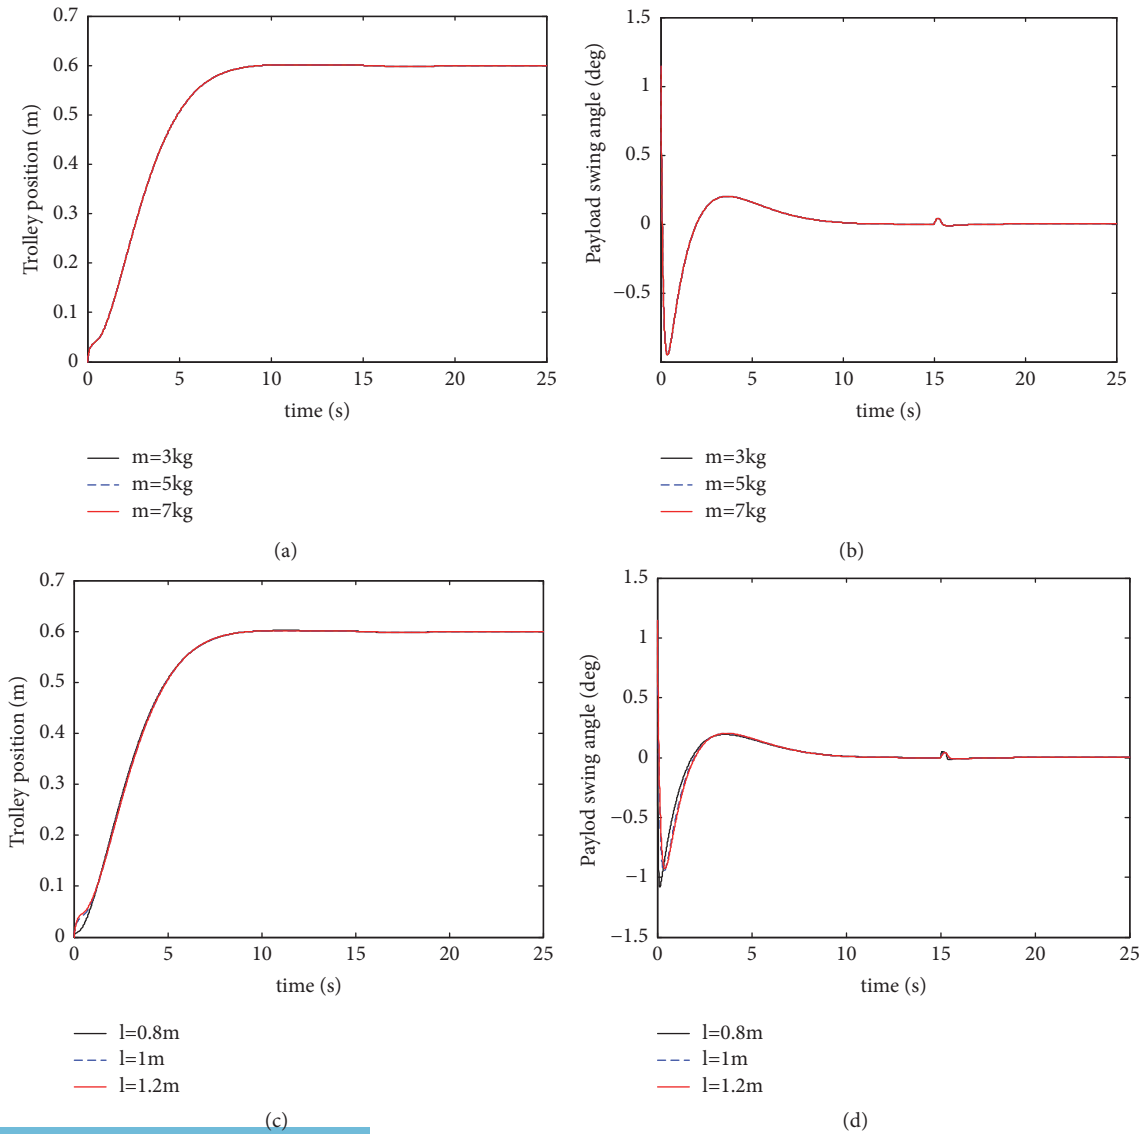 0.7
0.6
0.5
0.4
0.3
0.2
0.1
0
Trolley position (m)
0 5 10 15 20 25
time (s)
m=3kg
m=5kg
m=7kg
(a)
1.5
1
0.5
0
−0.5
Payload swing angle (deg)
0 5 10 15 20 25
time (s)
m=3kg
m=5kg
m=7kg
(b)
0.7
0.6
0.5
0.4
0.3
0.2
0.1
0
Trolley position (m)
0 5 10 15 20 25
time (s)
l=0.8m
l=1m
l=1.2m
(c)
1.5
1
0.5
0
−0.5
−1
−1.5
Paylod swing angle (deg)
0 5 10 15 20 25
time (s)
l=0.8m
l=1m
l=1.2m
(d)